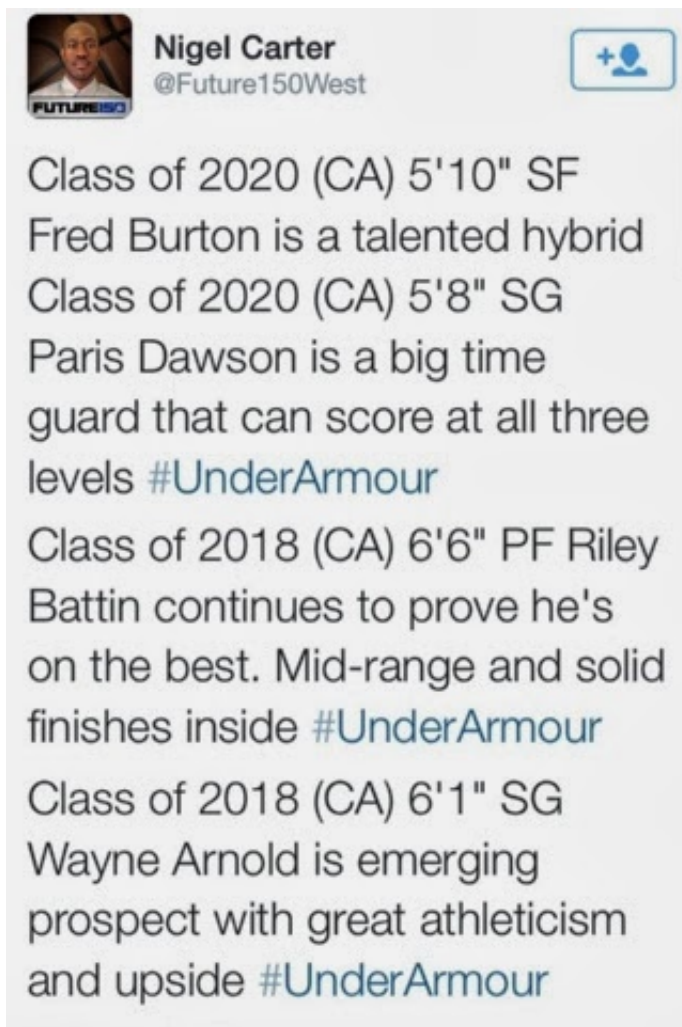 FUTURE150
Nigel Carter
@Future150West
Class of 2020 (CA) 5'10" SF
Fred Burton is a talented hybrid
Class of 2020 (CA) 5'8" SG
Paris Dawson is a big time
guard that can score at all three
levels #UnderArmour
Class of 2018 (CA) 6'6" PF Riley
Battin continues to prove he's
on the best. Mid-range and solid
finishes inside #UnderArmour
Class of 2018 (CA) 6'1" SG
Wayne Arnold is emerging
prospect with great athleticism
and upside #UnderArmour